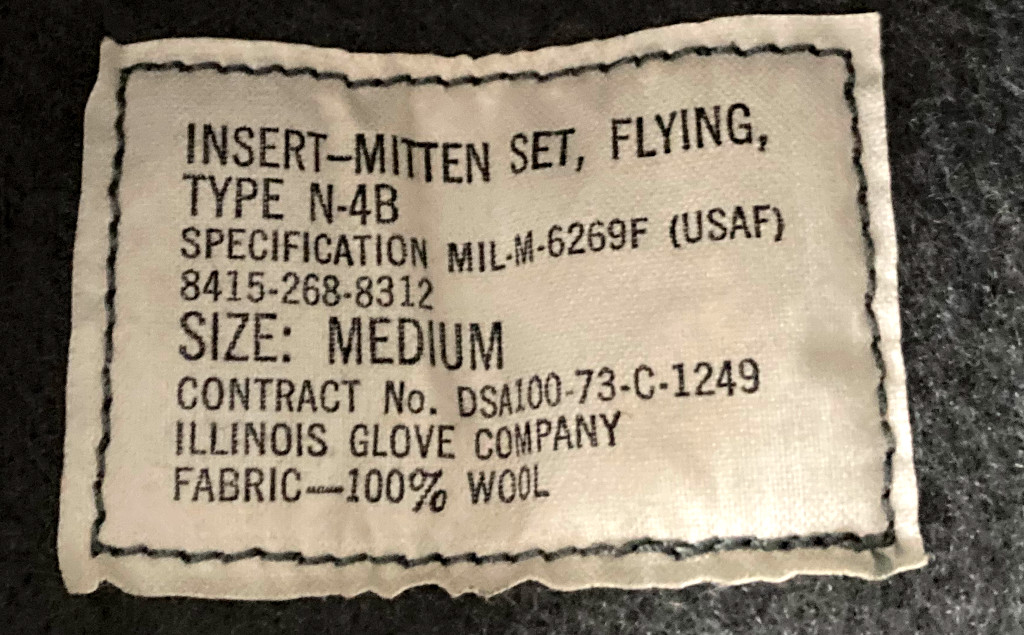 INSERT—MITTEN SET, FLYING,
TYPE N-4B
SPECIFICATION MIL-M-6269F (USAF)
8415-268-8312
SIZE: MEDIUM
CONTRACT No. DSA100-73-C-1249
ILLINOIS GLOVE COMPANY
FABRIC—100% WOOL